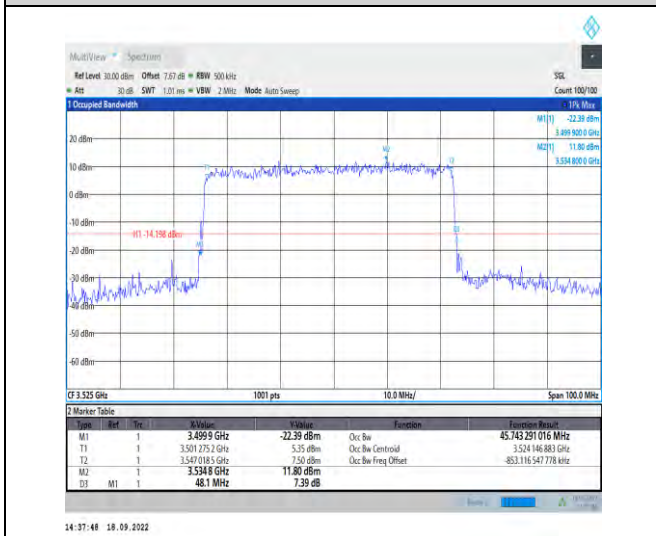 MultiView Spectrum
Ref Level 30.00 dBm Offset 7.67 dB RBW 500 kHz SGL
Att 30 dB SWT 1.01 ms VBW 2 MHz Mode Auto Sweep Count 100/100
1 Occupied Bandwidth 1Pk Max
M1[1] -22.39 dBm
3.499 900 0 GHz
M2[1] 11.80 dBm
3.534 800 0 GHz
20 dBm
10 dBm
0 dBm
-10 dBm
-20 dBm
-30 dBm
-40 dBm
-50 dBm
-60 dBm
M2
T2
H1 -14.198 dBm
D3
CF 3.525 GHz 1001 pts 10.0 MHz/ Span 100.0 MHz
2 Marker Table
Type Ref Trc X-Value Y-Value Function Function Result
M1 1 3.4999 GHz -22.39 dBm Occ Bw 45.743 291 016 MHz
T1 1 3.501 275 2 GHz 5.35 dBm Occ Bw Centroid 3.524 146 883 GHz
T2 1 3.547 018 5 GHz 7.50 dBm Occ Bw Freq Offset -853.116 547 778 kHz
M2 1 3.534 8 GHz 11.80 dBm
D3 M1 1 48.1 MHz 7.39 dB
14:37:48 18.09.2022